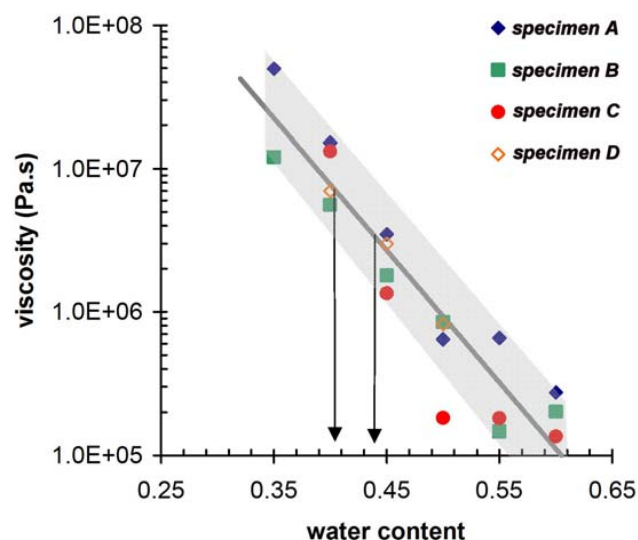 1.0E+08
1.0E+07
1.0E+06
1.0E+05
viscosity (Pa.s)
specimen A
specimen B
specimen C
specimen D
0.25 0.35 0.45 0.55 0.65
water content